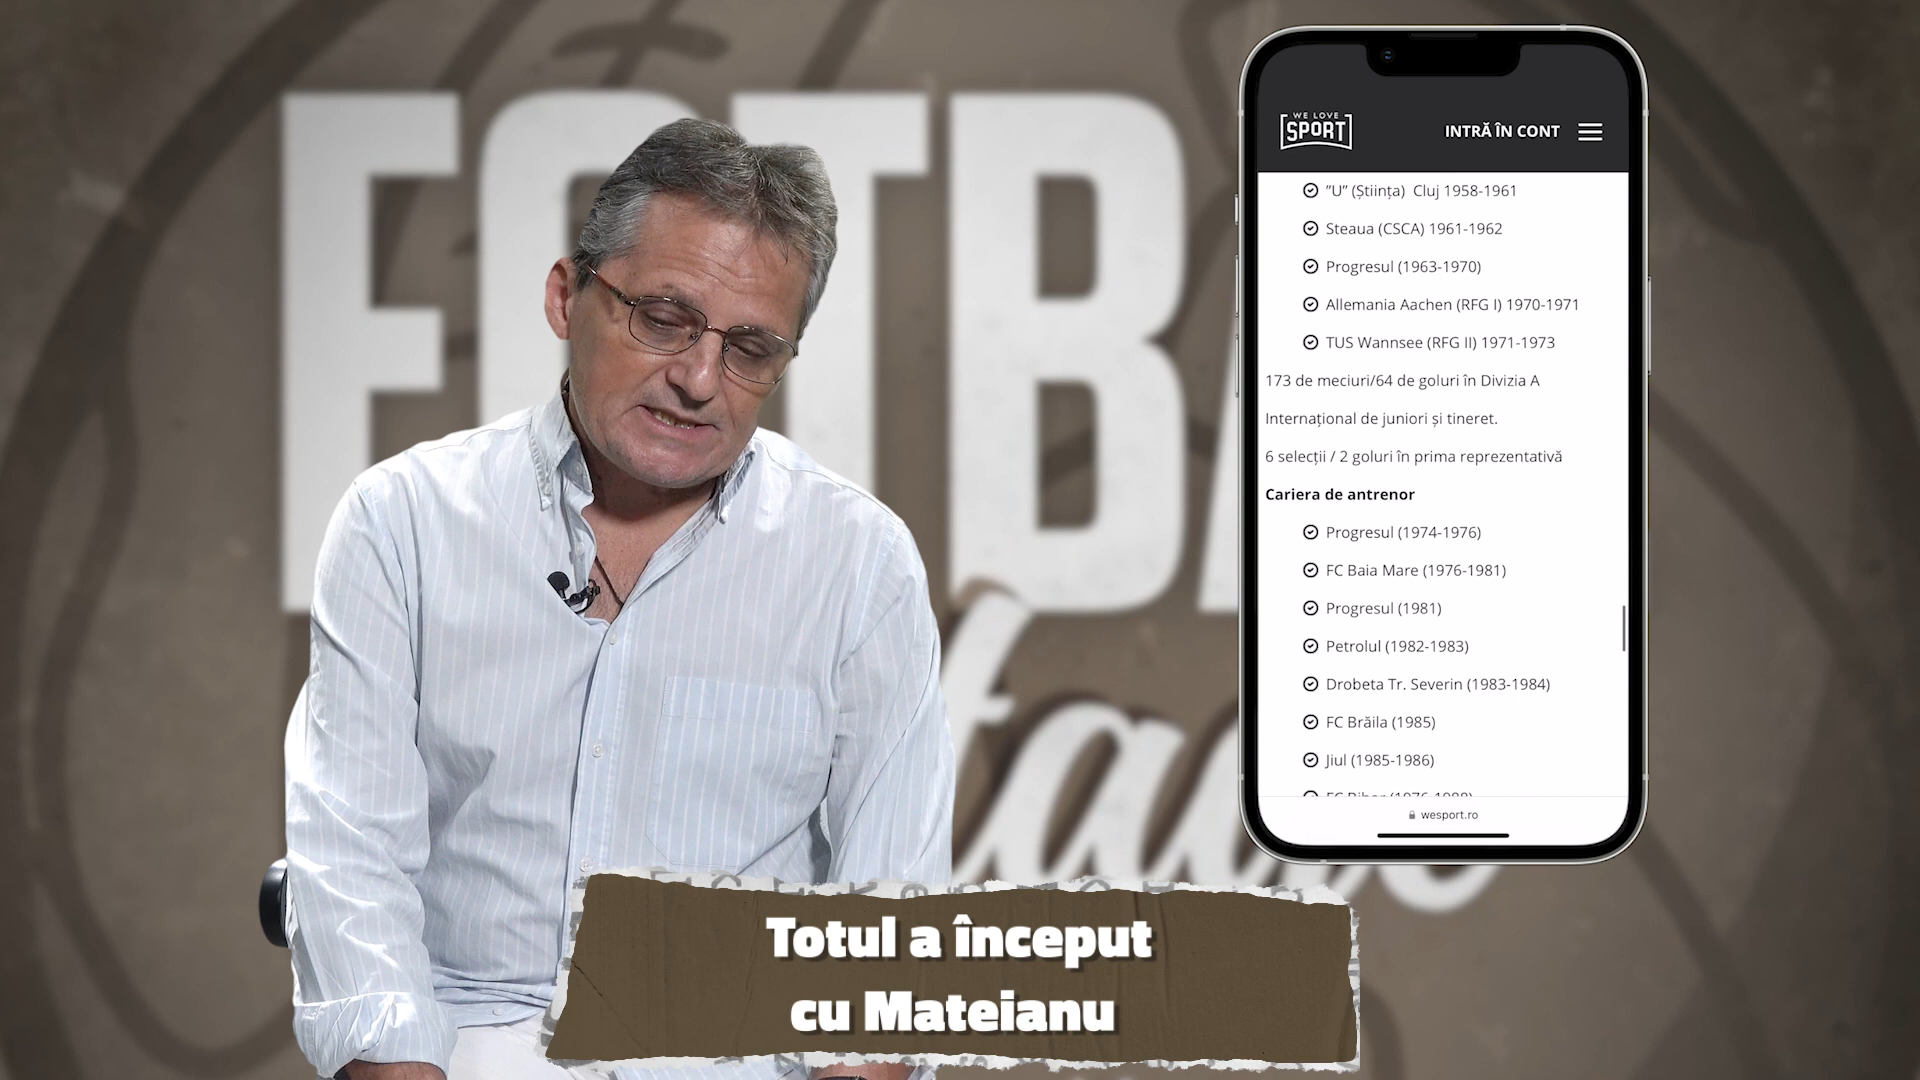 FOTBA
WE LOVE
SPORT
INTRĂ ÎN CONT
”U” (Știința) Cluj 1958-1961
Steaua (CSCA) 1961-1962
Progresul (1963-1970)
Allemania Aachen (RFG I) 1970-1971
TUS Wannsee (RFG II) 1971-1973
173 de meciuri/64 de goluri în Divizia A
Internațional de juniori și tineret.
6 selecții / 2 goluri în prima reprezentativă
Cariera de antrenor
Progresul (1974-1976)
FC Baia Mare (1976-1981)
Progresul (1981)
Petrolul (1982-1983)
Drobeta Tr. Severin (1983-1984)
FC Brăila (1985)
Jiul (1985-1986)
wesport.ro
Totul a început
cu Mateianu